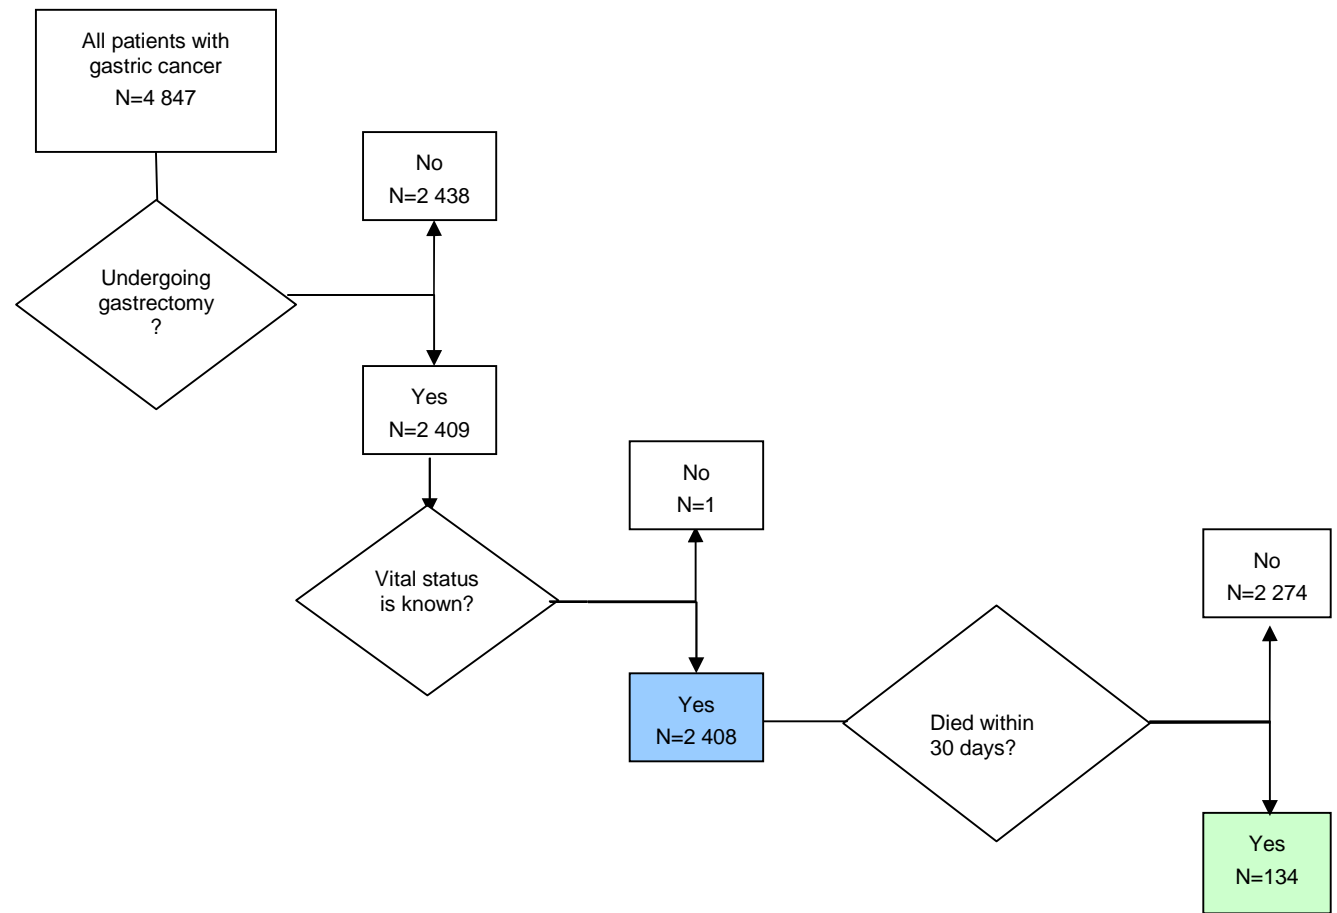 All patients with
gastric cancer
N=4 847
No
N=2 438
Undergoing
gastrectomy
?
Yes
N=2 409
No
N=1
Vital status
is known?
No
N=2 274
Yes
N=2 408
Died within
30 days?
Yes
N=134